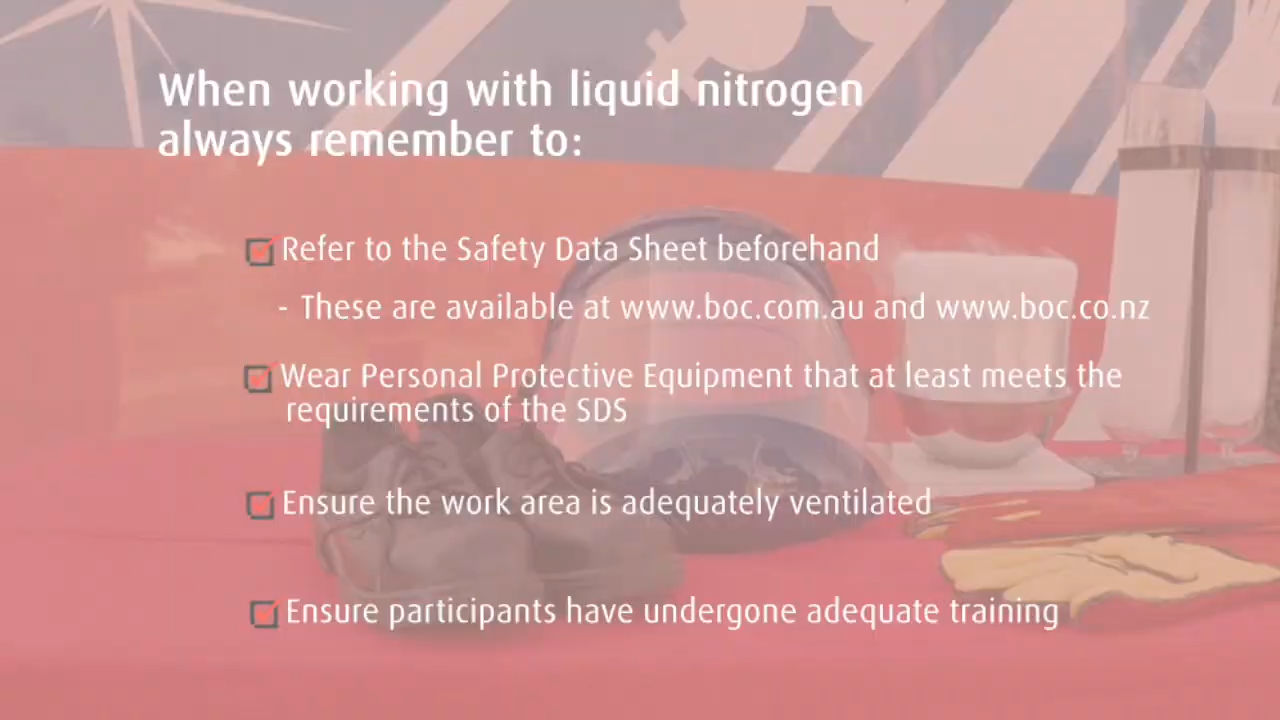 When working with liquid nitrogen
always remember to:
Refer to the Safety Data Sheet beforehand
- These are available at www.boc.com.au and www.boc.co.nz
Wear Personal Protective Equipment that at least meets the
requirements of the SDS
Ensure the work area is adequately ventilated
Ensure participants have undergone adequate training